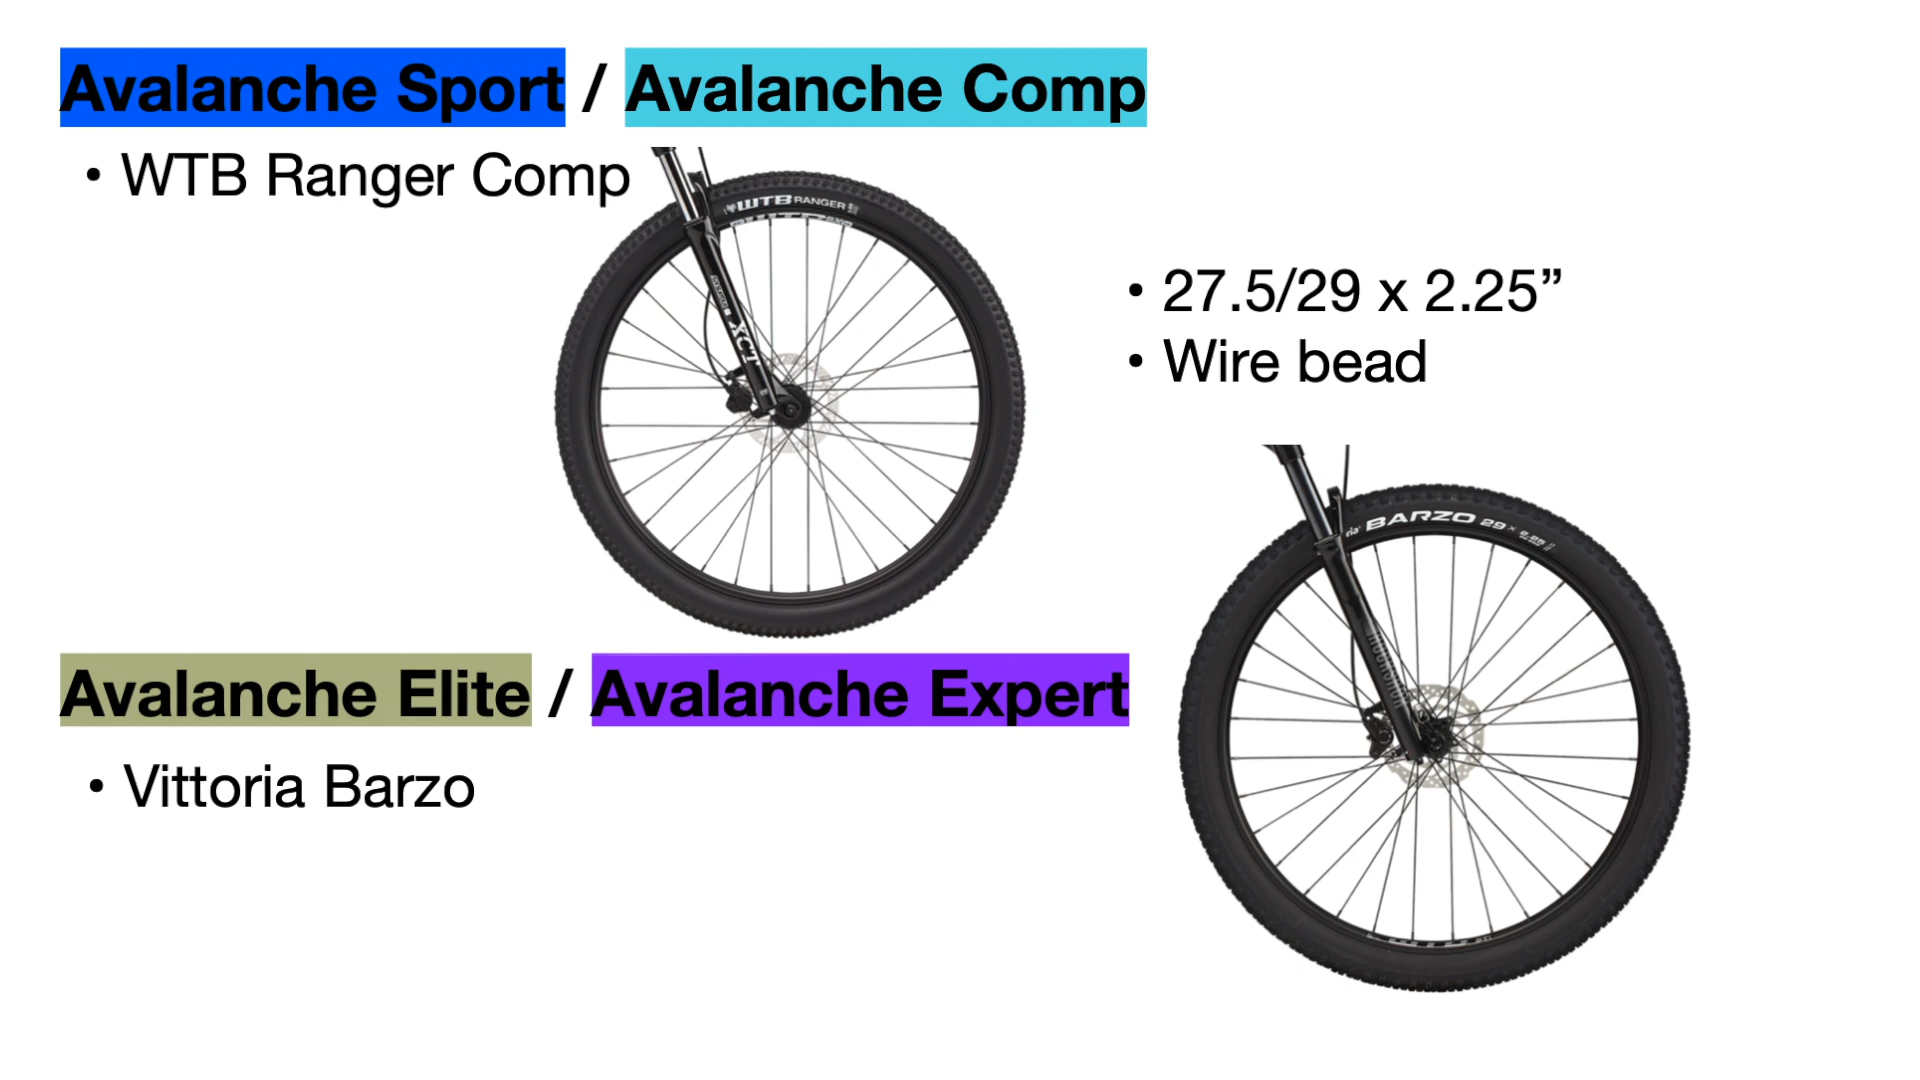 Avalanche Sport / Avalanche Comp
• WTB Ranger Comp
WTB RANGER
XCT
• 27.5/29 x 2.25”
• Wire bead
BARZO 29 x
Avalanche Elite / Avalanche Expert
• Vittoria Barzo